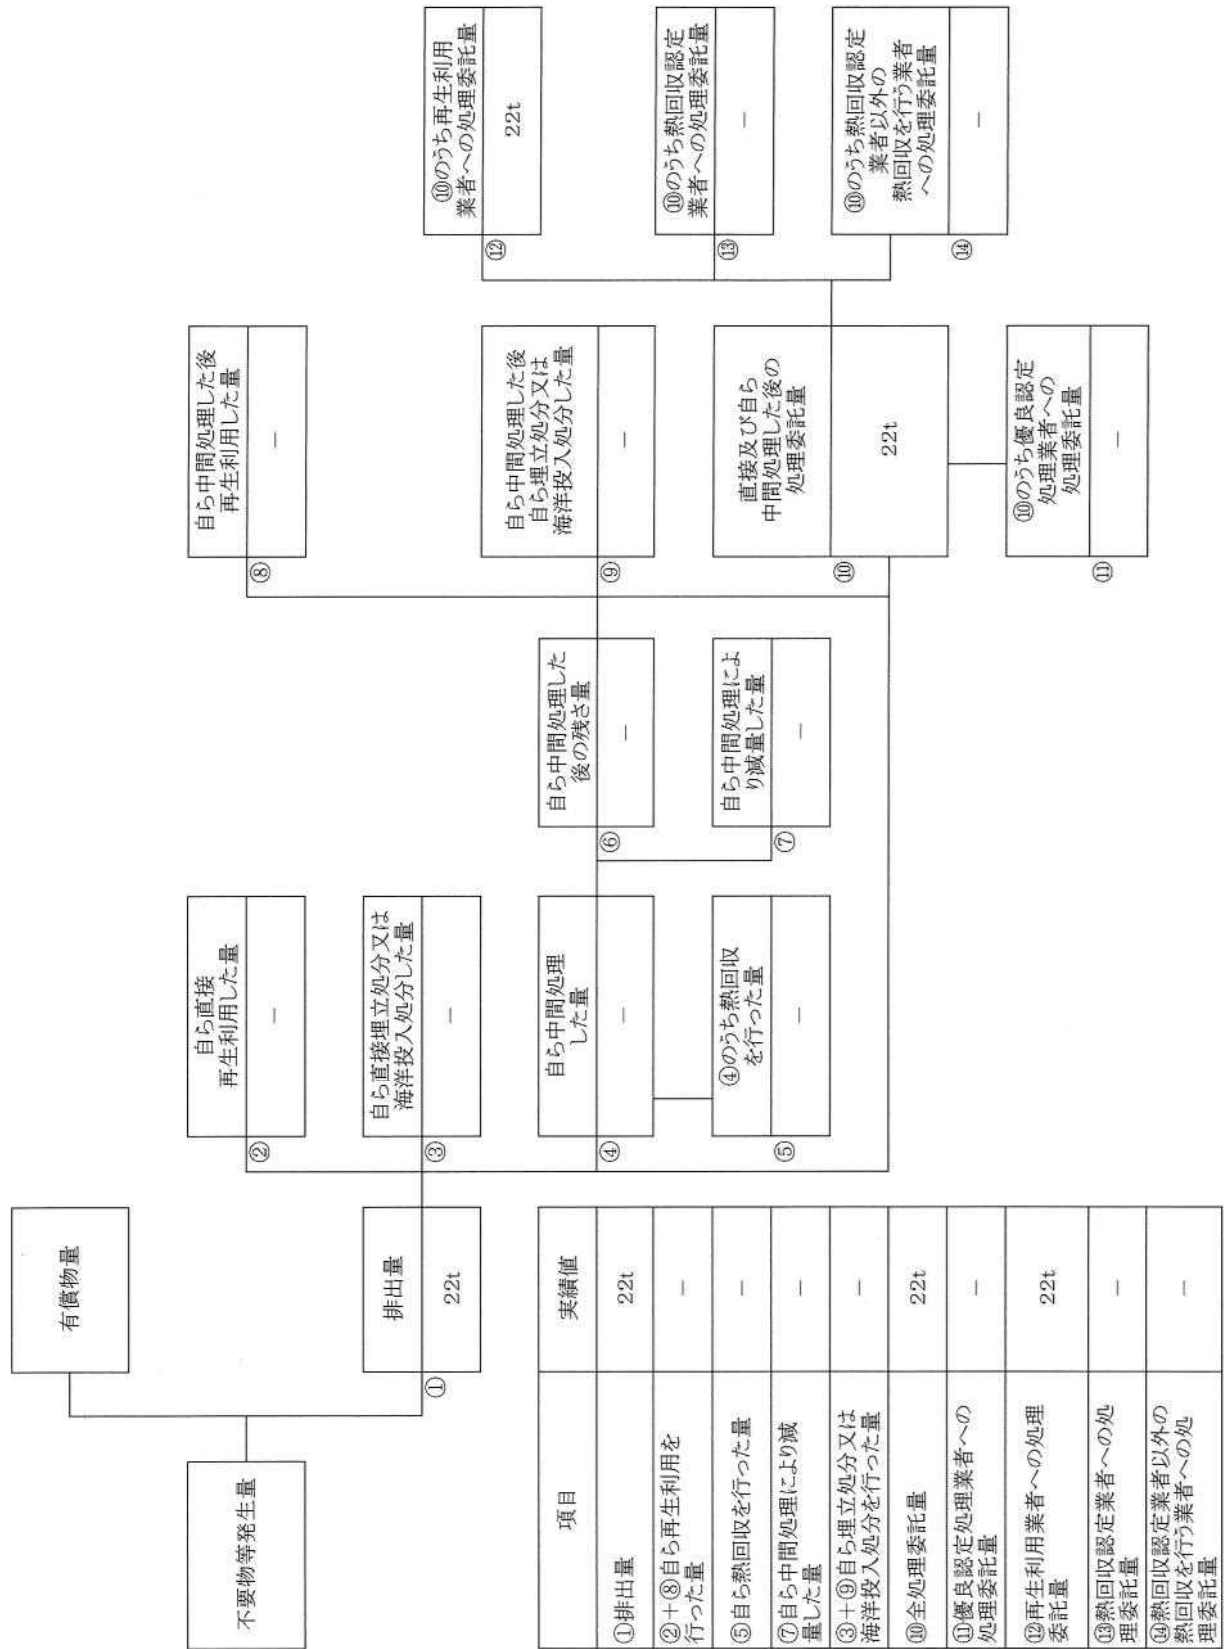 不要物等発生量
有償物量
排出量
①
22t
自ら直接
再生利用した量
②
－
自ら直接埋立処分又は
海洋投入処分した量
③
－
自ら中間処理
した量
④
－
④のうち熱回収
を行った量
⑤
－
自ら中間処理した
後の残さ量
⑥
－
自ら中間処理によ
り減量した量
⑦
－
自ら中間処理した後
再生利用した量
⑧
－
自ら中間処理した後
自ら埋立処分又は
海洋投入処分した量
⑨
－
直接及び自ら
中間処理した後の
処理委託量
⑩
22t
⑩のうち優良認定
処理業者への
処理委託量
⑪
－
⑩のうち再生利用
業者への処理委託量
⑫
22t
⑩のうち熱回収認定
業者への処理委託量
⑬
－
⑩のうち熱回収認定
業者以外の
熱回収を行う業者
への処理委託量
⑭
－
項目 実績値
①排出量 22t
②＋⑧自ら再生利用を
行った量 －
⑤自ら熱回収を行った量 －
⑦自ら中間処理により減
量した量 －
③＋⑨自ら埋立処分又は
海洋投入処分を行った量 －
⑩全処理委託量 22t
⑪優良認定処理業者への
処理委託量 －
⑫再生利用業者への処理
委託量 22t
⑬熱回収認定業者への処
理委託量 －
⑭熱回収認定業者以外の
熱回収を行う業者への処
理委託量 －